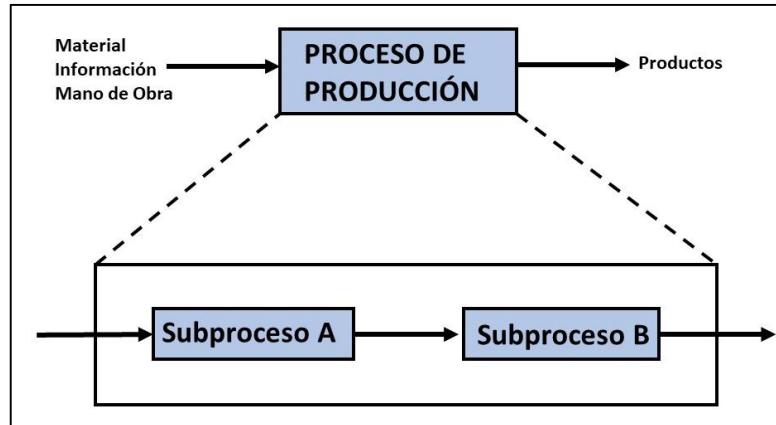 Material
Información
Mano de Obra
PROCESO DE
PRODUCCIÓN
Productos
Subproceso A
Subproceso B